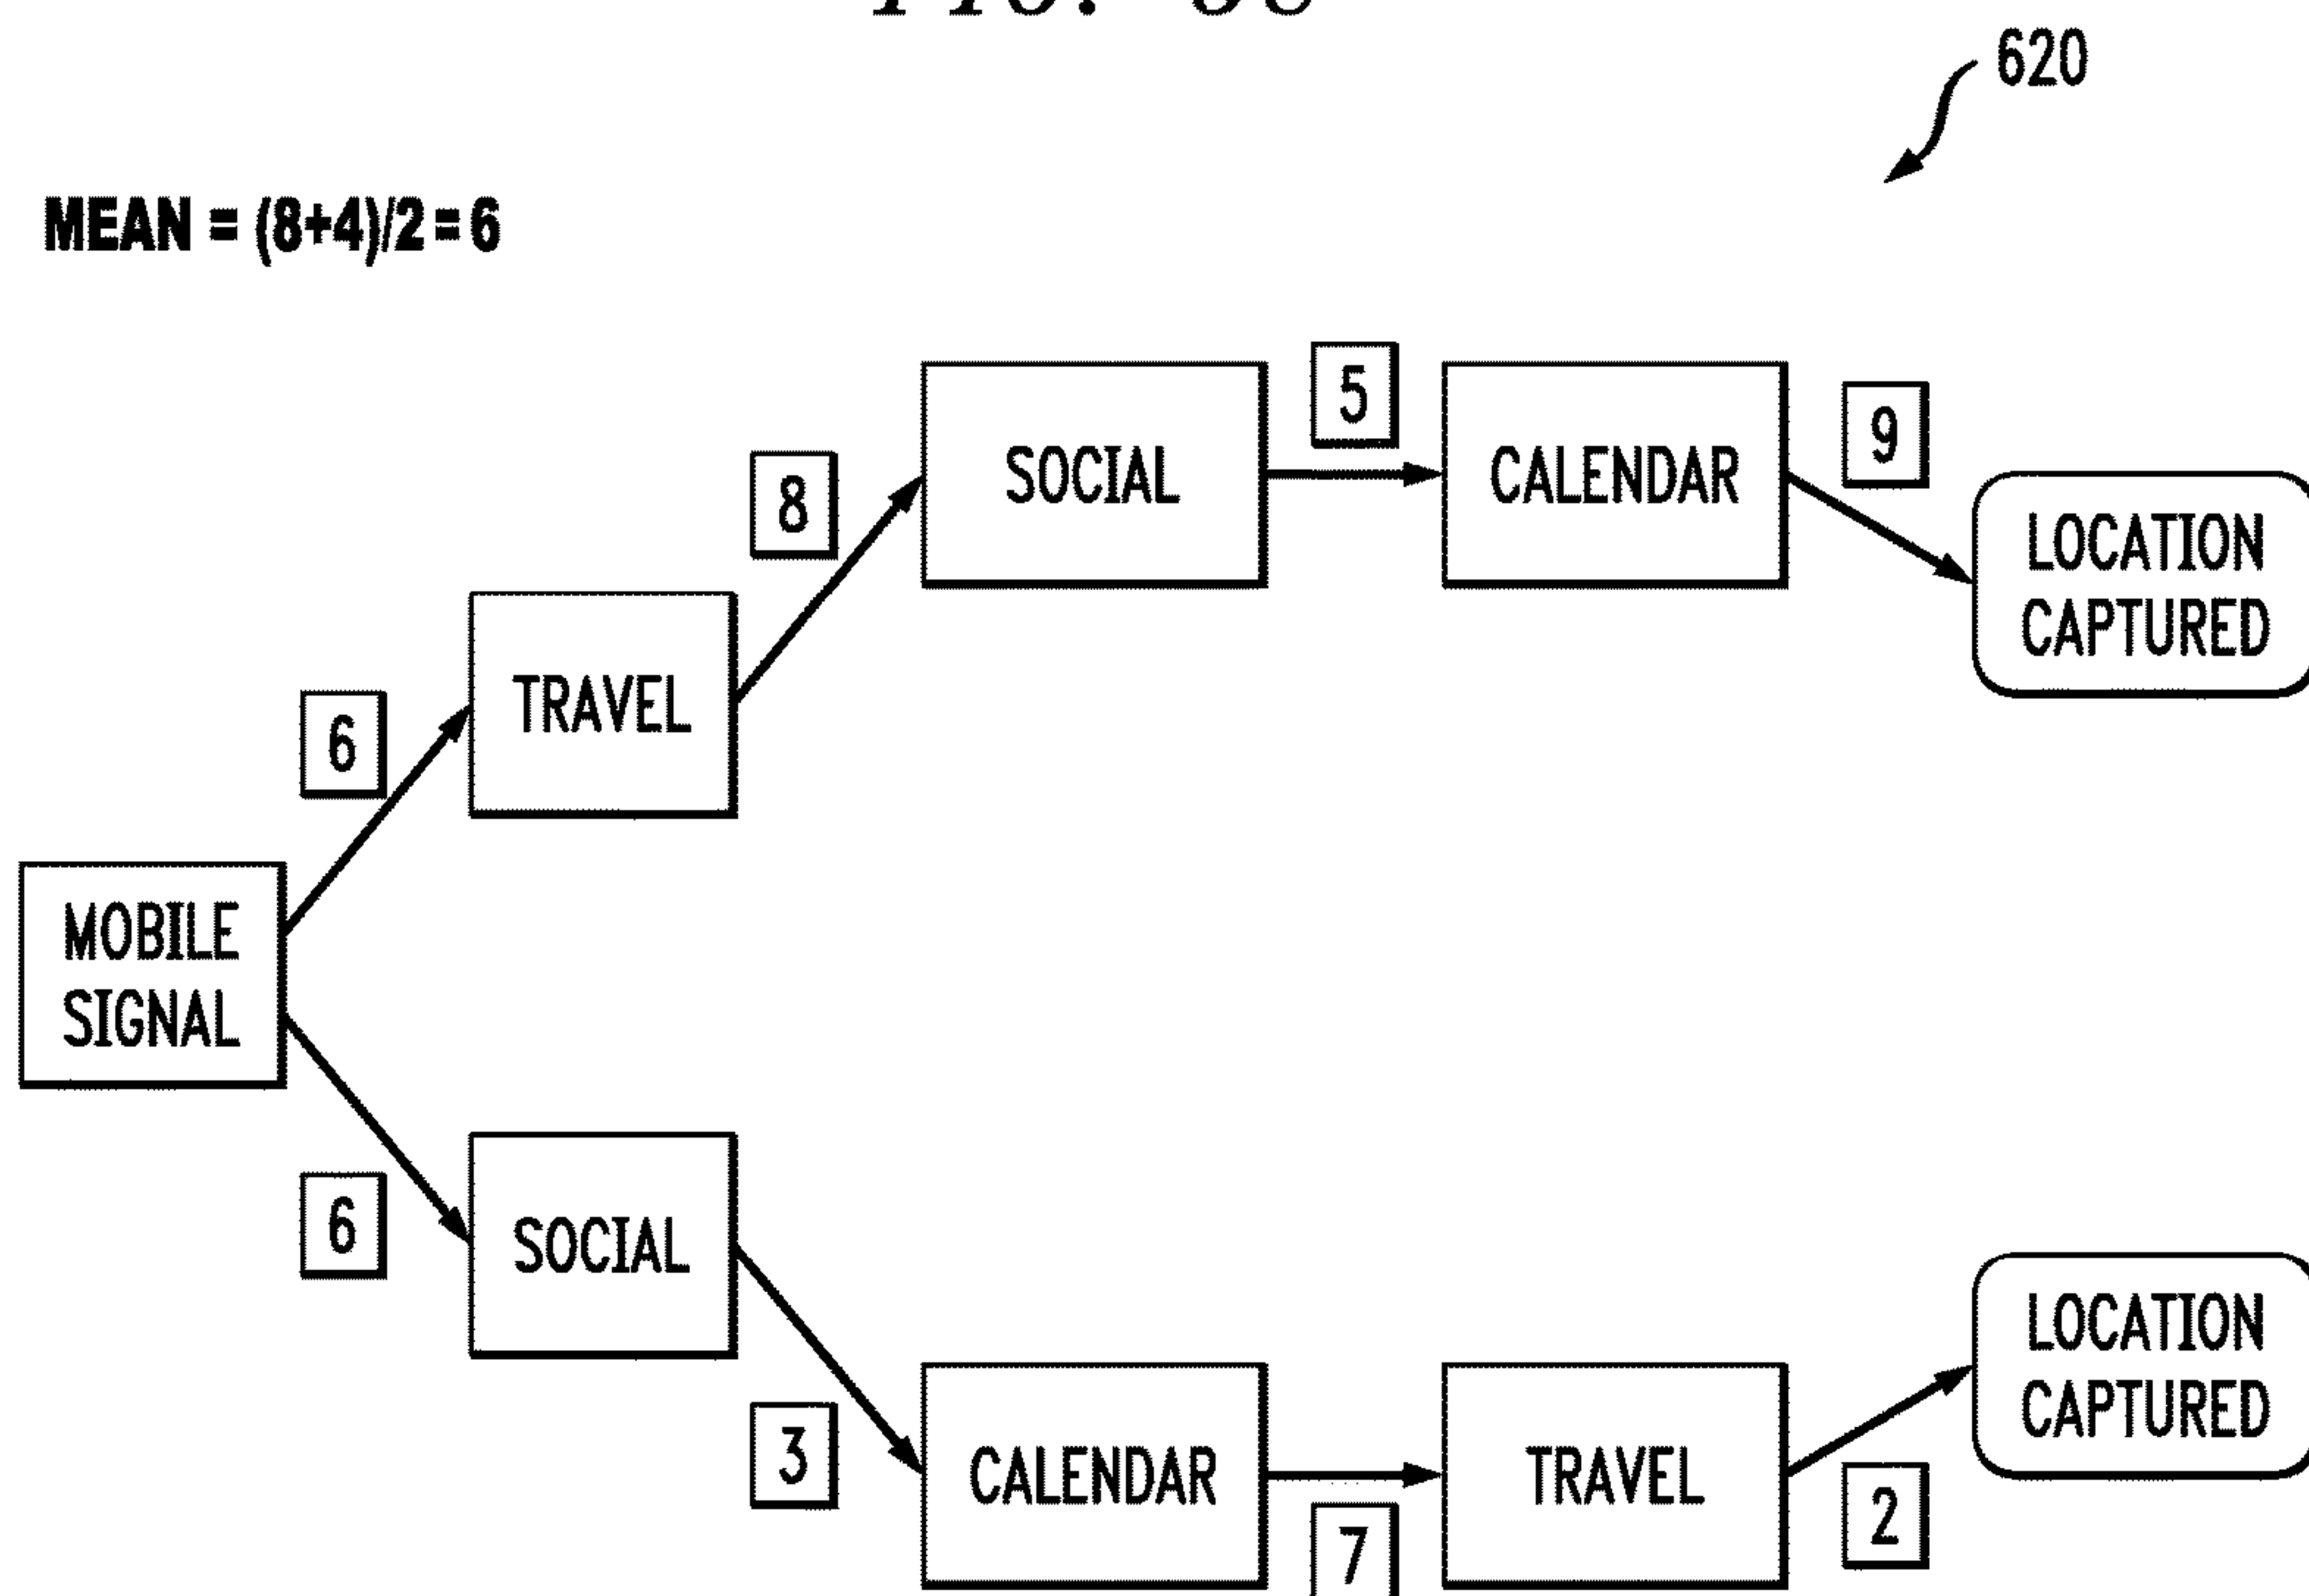 620
MEAN = (8+4)/2=6
5
9
8
SOCIAL
CALENDAR
LOCATION
CAPTURED
6
TRAVEL
MOBILE
SIGNAL
6
SOCIAL
LOCATION
CAPTURED
3
CALENDAR
TRAVEL
2
7